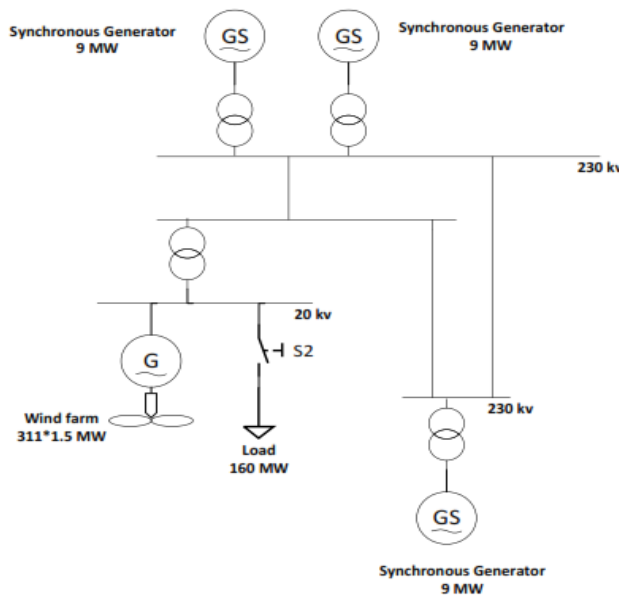 Synchronous Generator
9 MW
GS
GS
Synchronous Generator
9 MW
230 kv
20 kv
G
S2
Wind farm
311*1.5 MW
Load
160 MW
230 kv
GS
Synchronous Generator
9 MW